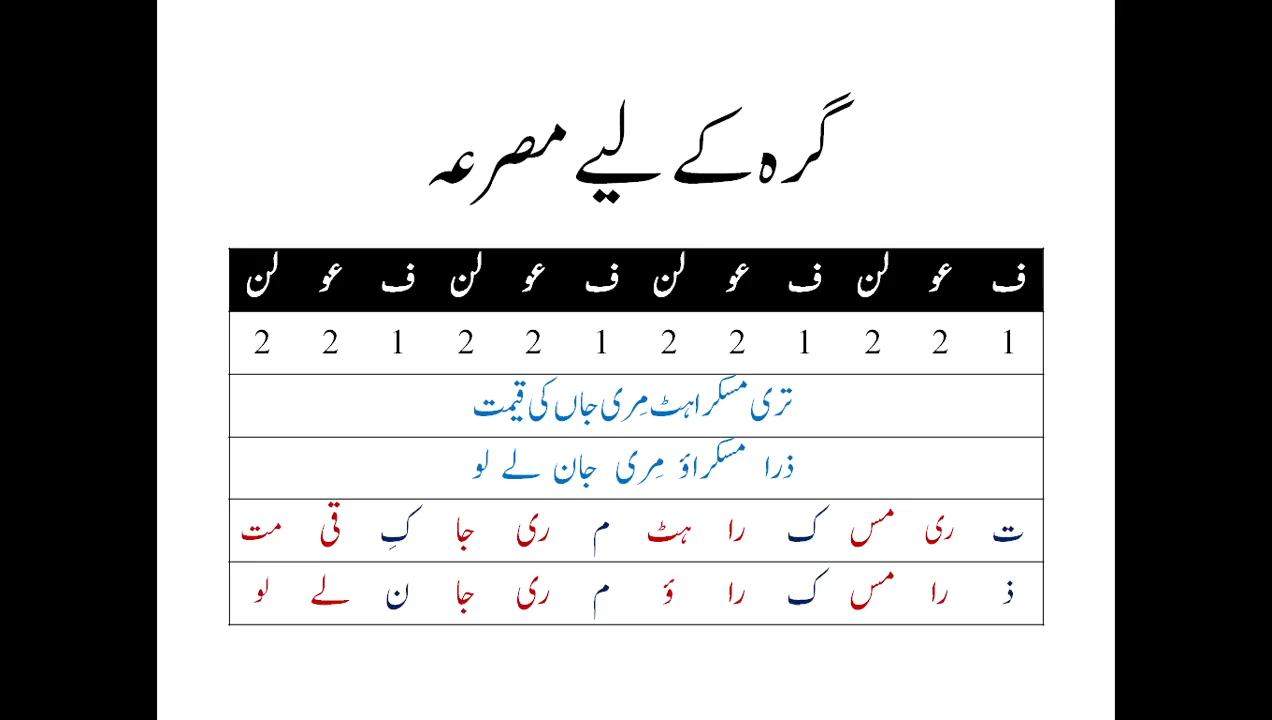 گرہ کے لیے مصرعہ
ف عو لن ف عو لن ف عو لن ف عو لن
1 2 2 1 2 2 1 2 2 1 2 2
تری مسکراہٹ مِری جاں کی قیمت
ذرا مسکراؤ مِری جان لے لو
ت ری مس ک را ہٹ م ری جا کِ قی مت
ذ را مس ک را ؤ م ری جا ن لے لو